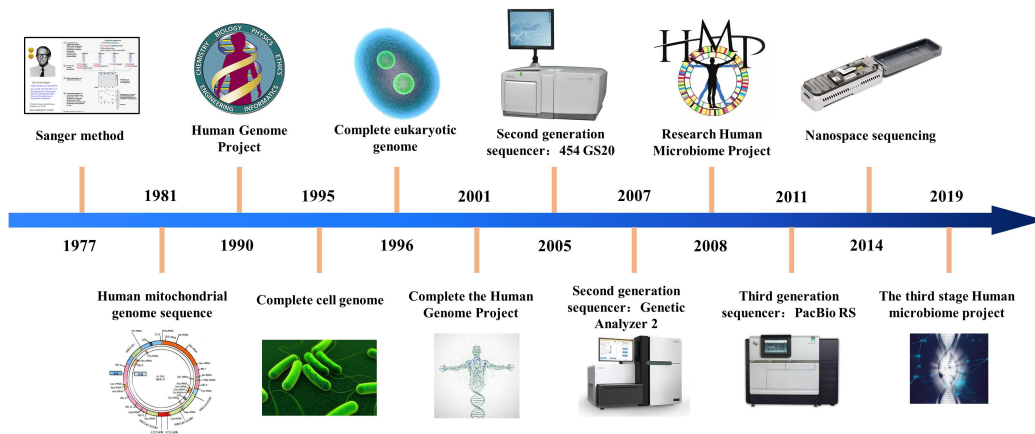 CHEMISTRY BIOLOGY PHYSICS ETHICS INFORMATICS ENGINEERING
HMP
Sanger method
Human Genome
Project
Complete eukaryotic
genome
Second generation
sequencer: 454 GS20
Research Human
Microbiome Project
Nanospace sequencing
1981
1995
2001
2007
2011
2019
1977
1990
1996
2005
2008
2014
Human mitochondrial
genome sequence
Complete cell genome
Complete the Human
Genome Project
Second generation
sequencer: Genetic
Analyzer 2
Third generation
sequencer: PacBio RS
The third stage Human
microbiome project